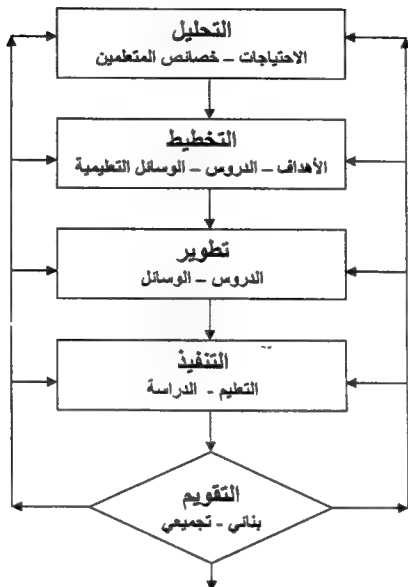 التحليل
الاحتياجات – خصائص المتعلمين
التخطيط
الأهداف – الدروس – الوسائل التعليمية
تطوير
الدروس – الوسائل
التنفيذ
التعليم - الدراسة
التقويم
بنائي - تجميعي